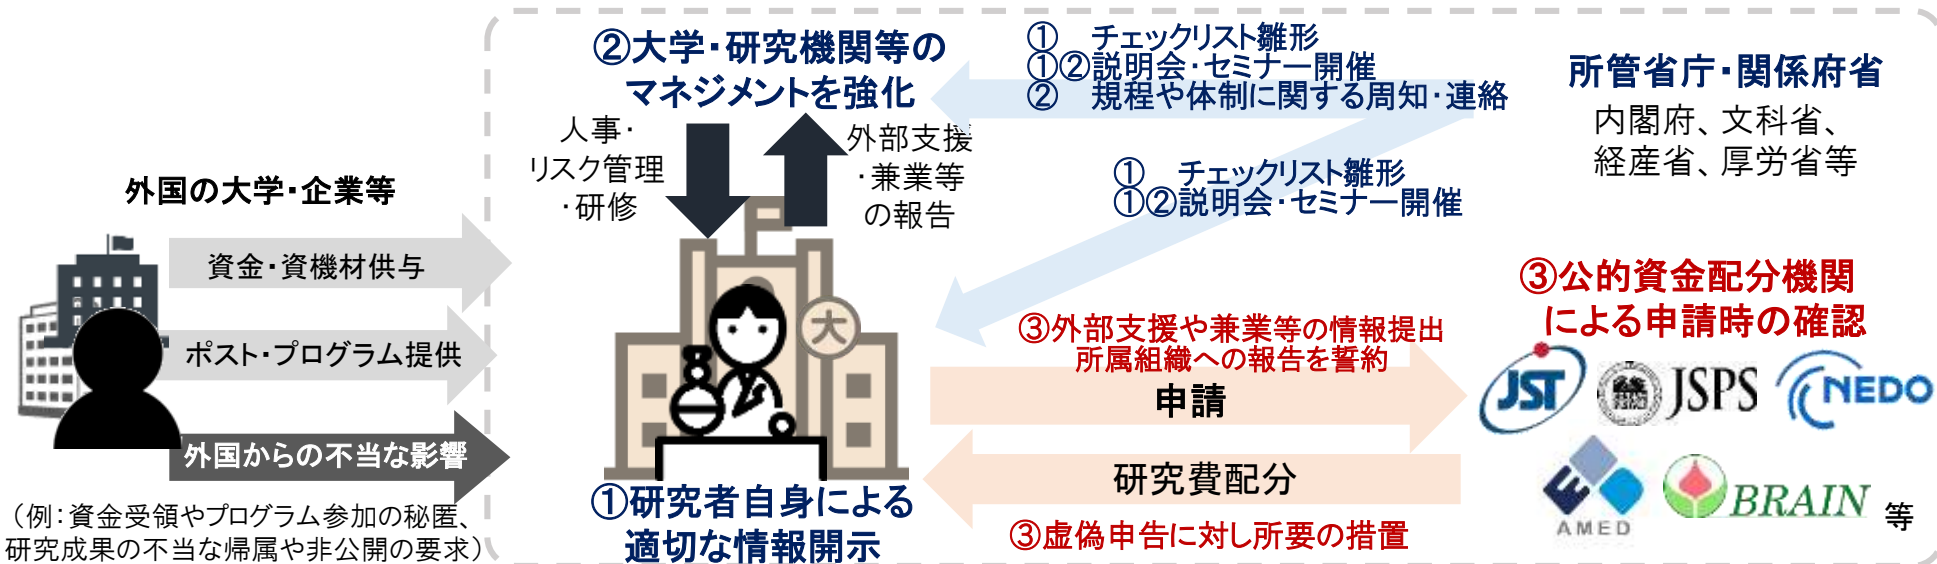 外国の大学・企業等
資金・資機材供与
ポスト・プログラム提供
外国からの不当な影響
（例：資金受領やプログラム参加の秘匿、
研究成果の不当な帰属や非公開の要求）
②大学・研究機関等の
マネジメントを強化
人事・
リスク管理
・研修
外部支援
・兼業等
の報告
大
①研究者自身による
適切な情報開示
①　チェックリスト雛形
①②説明会・セミナー開催
②　規程や体制に関する周知・連絡
①　チェックリスト雛形
①②説明会・セミナー開催
所管省庁・関係府省
内閣府、文科省、
経産省、厚労省等
③外部支援や兼業等の情報提出
所属組織への報告を誓約
申請
研究費配分
③虚偽申告に対し所要の措置
③公的資金配分機関
による申請時の確認
JST
JSPS
NEDO
AMED
BRAIN
等